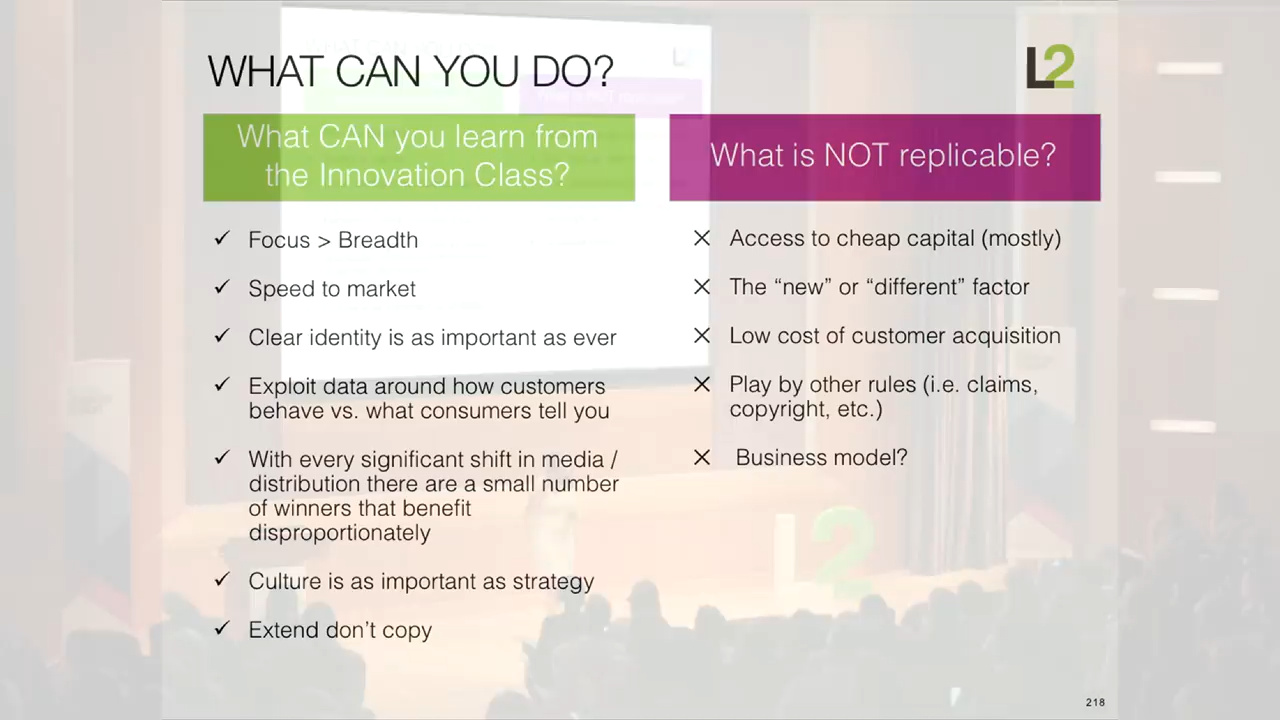 WHAT CAN YOU DO?
L2
What CAN you learn from
the Innovation Class?
Focus > Breadth
Speed to market
Clear identity is as important as ever
Exploit data around how customers
behave vs. what consumers tell you
With every significant shift in media /
distribution there are a small number
of winners that benefit
disproportionately
Culture is as important as strategy
Extend don’t copy
What is NOT replicable?
Access to cheap capital (mostly)
The “new” or “different” factor
Low cost of customer acquisition
Play by other rules (i.e. claims,
copyright, etc.)
Business model?
L2
218